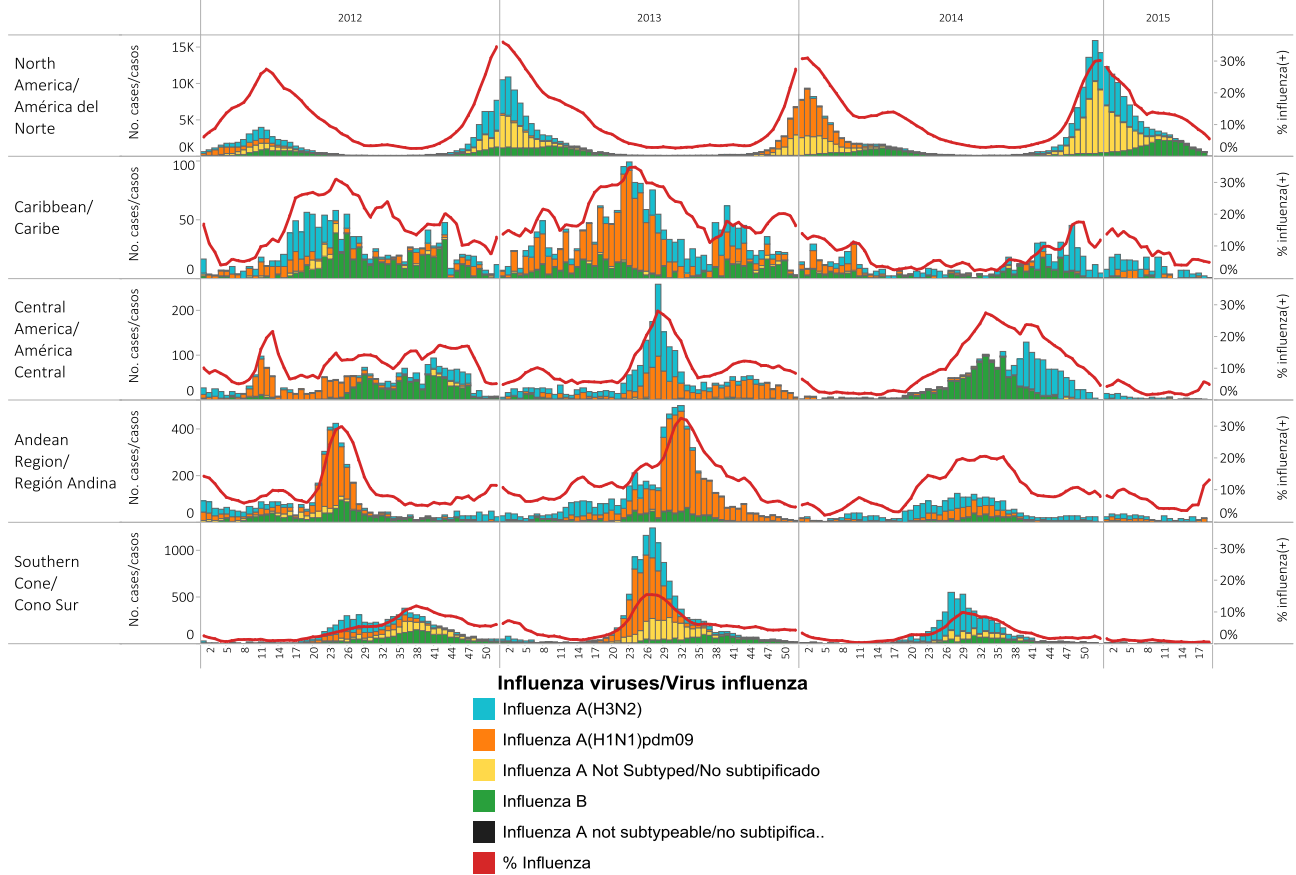 2012 2013 2014 2015
North
America/
América del
Norte
No. cases/casos
15K
10K
5K
0K
30%
20%
10%
0%
% influenza(+)
Caribbean/
Caribe
No. cases/casos
100
50
0
30%
20%
10%
0%
% influenza(+)
Central
America/
América
Central
No. cases/casos
200
100
0
30%
20%
10%
0%
% influenza(+)
Andean
Region/
Región Andina
No. cases/casos
400
200
0
30%
20%
10%
0%
% influenza(+)
Southern
Cone/
Cono Sur
No. cases/casos
1000
500
0
30%
20%
10%
0%
% influenza(+)
2 5 8 11 14 17 20 23 26 29 32 35 38 41 44 47 50 2 5 8 11 14 17 20 23 26 29 32 35 38 41 44 47 50 2 5 8 11 14 17 20 23 26 29 32 35 38 41 44 47 50 2 5 8 11 14 17
Influenza viruses/Virus influenza
Influenza A(H3N2)
Influenza A(H1N1)pdm09
Influenza A Not Subtyped/No subtipificado
Influenza B
Influenza A not subtypeable/no subtipifica..
% Influenza